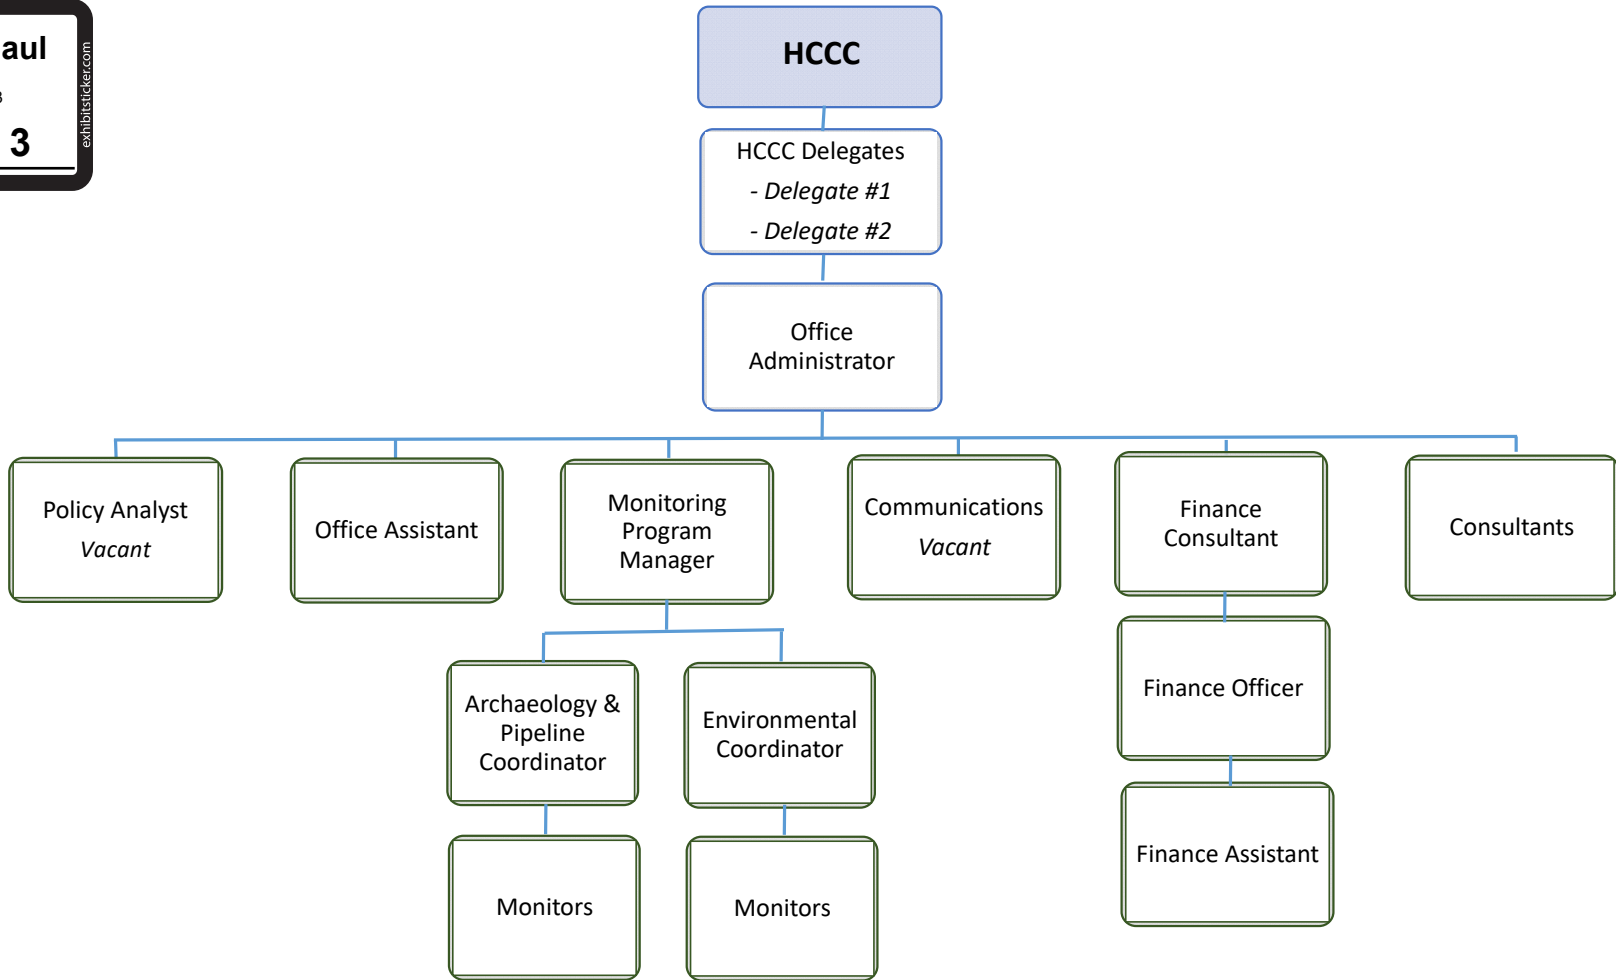 aul
3
3
exhibitsticker.com
HCCC
HCCC Delegates
- Delegate #1
- Delegate #2
Office
Administrator
Policy Analyst
Vacant
Office Assistant
Monitoring
Program
Manager
Communications
Vacant
Finance
Consultant
Consultants
Archaeology &
Pipeline
Coordinator
Environmental
Coordinator
Finance Officer
Monitors
Monitors
Finance Assistant